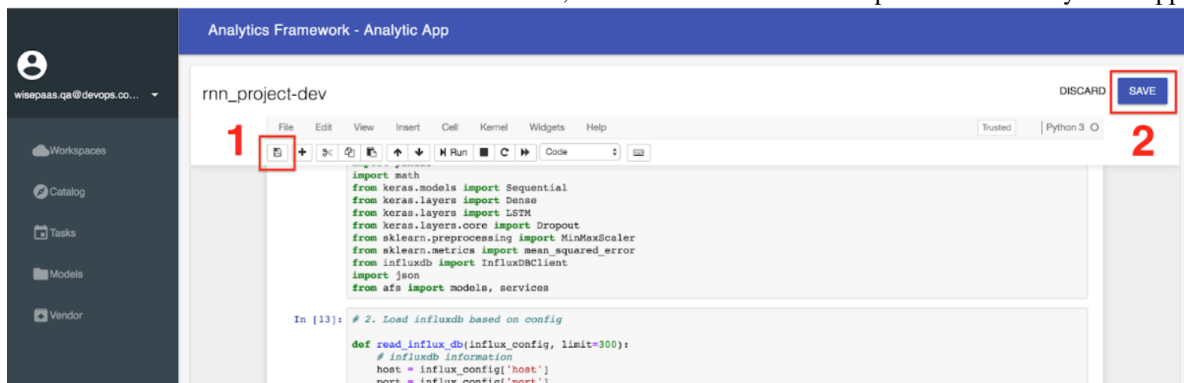 Analytics Framework - Analytic App
wisepaas.qa@devops.co...
Workspaces
Catalog
Tasks
Models
Vendor
rnn_project-dev
DISCARD
SAVE
1
2
File Edit View Insert Cell Kernel Widgets Help
Trusted
Python 3
Run
Code
import math
from keras.models import Sequential
from keras.layers import Dense
from keras.layers import LSTM
from keras.layers.core import Dropout
from sklearn.preprocessing import MinMaxScaler
from sklearn.metrics import mean_squared_error
from influxdb import InfluxDBClient
import json
from afs import models, services
In [13]: # 2. Load influxdb based on config
def read_influx_db(influx_config, limit=300):
# influxdb information
host = influx_config['host']
port = influx_config['port']